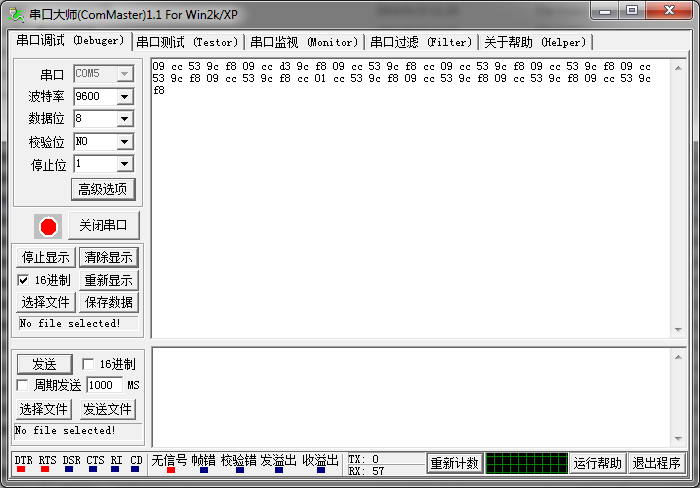 串口大师(ComMaster)1.1 For Win2k/XP
串口调试 (Debuger) 串口测试 (Testor) 串口监视 (Monitor) 串口过滤 (Filter) 关于帮助 (Helper)
串口 COM5
波特率 9600
数据位 8
校验位 NO
停止位 1
高级选项
关闭串口
停止显示 清除显示
16进制 重新显示
选择文件 保存数据
No file selected!
09 cc 53 9c f8 09 cc d3 9c f8 09 cc 53 9c f8 cc 09 cc 53 9c f8 09 cc 53 9c f8 09 cc
53 9c f8 09 cc 53 9c f8 cc 01 cc 53 9c f8 09 cc 53 9c f8 09 cc 53 9c f8 09 cc 53 9c
f8
发送 16进制
周期发送 1000 MS
选择文件 发送文件
No file selected!
DTR RTS DSR CTS RI CD 无信号 帧错 校验错 发溢出 收溢出 TX: 0
RX: 57
重新计数 运行帮助 退出程序